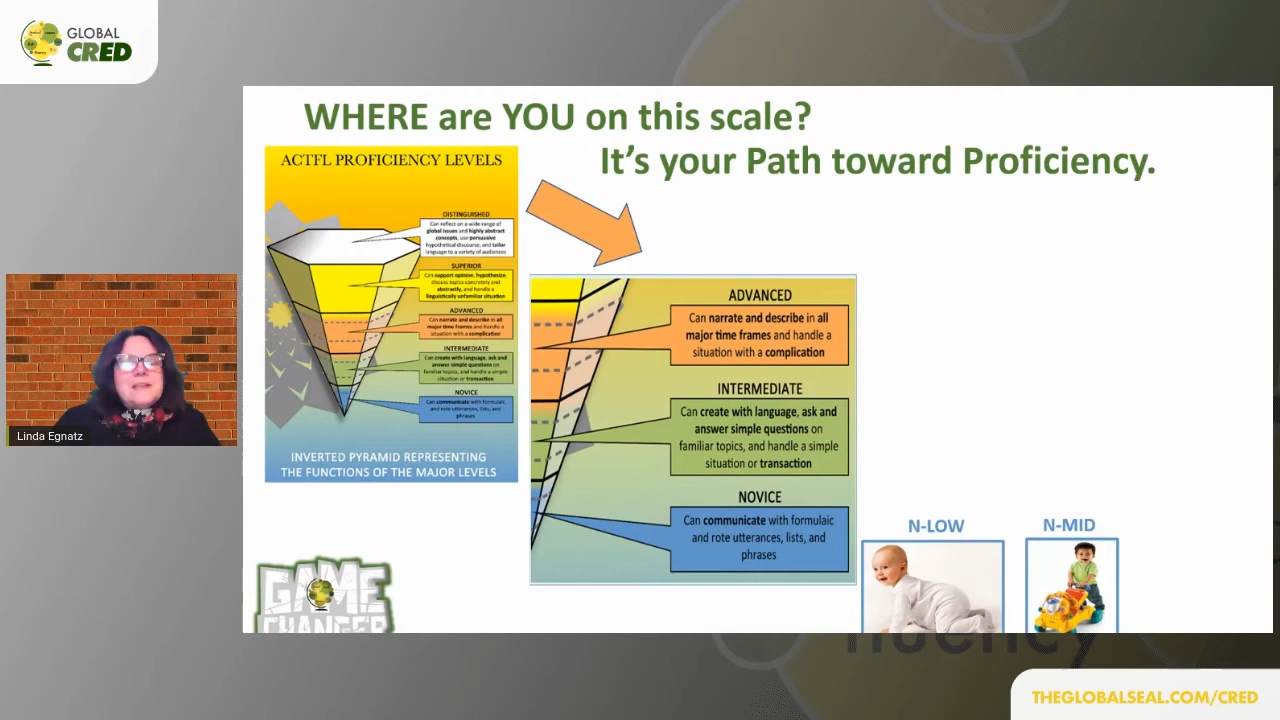 GLOBAL
CRED
WHERE are YOU on this scale?
It's your Path toward Proficiency.
ACTFL PROFICIENCY LEVELS
DISTINGUISHED
Can reflect on a wide range of
global issues and highly abstract
concepts, use persuasive
hypothetical discourse, and tailor
language to a variety of audiences
SUPERIOR
Can support opinion, hypothesize,
discuss topics concretely and
abstractly, and handle a
linguistically unfamiliar situation
ADVANCED
Can narrate and describe in all
major time frames and handle a
situation with a complication
INTERMEDIATE
Can create with language, ask and
answer simple questions on
familiar topics, and handle a simple
situation or transaction
NOVICE
Can communicate with formulaic
and rote utterances, lists, and
phrases
INVERTED PYRAMID REPRESENTING
THE FUNCTIONS OF THE MAJOR LEVELS
ADVANCED
Can narrate and describe in all
major time frames and handle a
situation with a complication
INTERMEDIATE
Can create with language, ask and
answer simple questions on
familiar topics, and handle a simple
situation or transaction
NOVICE
Can communicate with formulaic
and rote utterances, lists, and
phrases
N-LOW
N-MID
Linda Egnatz
GAME
CHANGER
fluency
THEGLOBALSEAL.COM/CRED